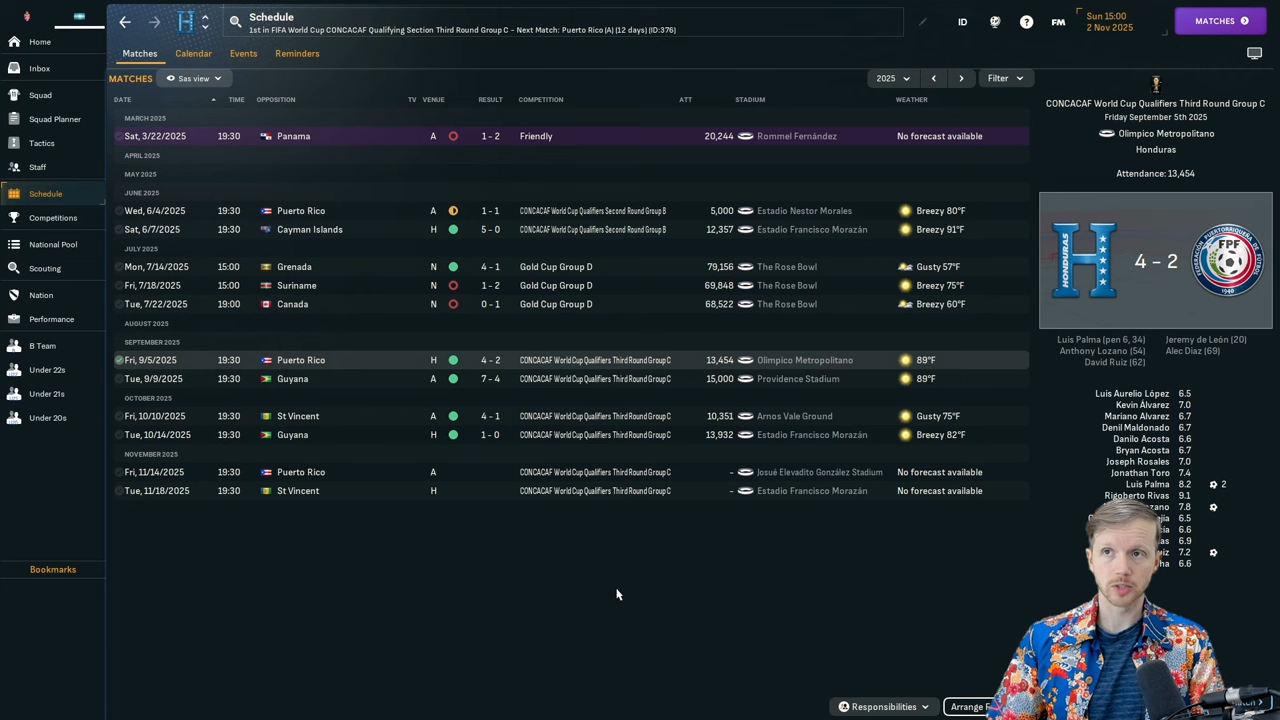 Schedule
1st in FIFA World Cup CONCACAF Qualifying Section Third Round Group C - Next Match: Puerto Rico (A) (12 days) (ID:376)
ID
?
FM
Sun 15:00
2 Nov 2025
MATCHES
Home
Inbox
Squad
Squad Planner
Tactics
Staff
Schedule
Competitions
National Pool
Scouting
Nation
Performance
B Team
Under 22s
Under 21s
Under 20s
Bookmarks
Matches Calendar Events Reminders
MATCHES Sas view 2025 Filter
DATE TIME OPPOSITION TV VENUE RESULT COMPETITION ATT STADIUM WEATHER
MARCH 2025
Sat, 3/22/2025 19:30 Panama A 1 - 2 Friendly 20,244 Rommel Fernández No forecast available
APRIL 2025
MAY 2025
JUNE 2025
Wed, 6/4/2025 19:30 Puerto Rico A 1 - 1 CONCACAF World Cup Qualifiers Second Round Group B 5,000 Estadio Nestor Morales Breezy 80°F
Sat, 6/7/2025 19:30 Cayman Islands H 5 - 0 CONCACAF World Cup Qualifiers Second Round Group B 12,357 Estadio Francisco Morazán Breezy 91°F
JULY 2025
Mon, 7/14/2025 15:00 Grenada N 4 - 1 Gold Cup Group D 79,156 The Rose Bowl Gusty 57°F
Fri, 7/18/2025 15:00 Suriname N 1 - 2 Gold Cup Group D 69,848 The Rose Bowl Breezy 75°F
Tue, 7/22/2025 19:00 Canada N 0 - 1 Gold Cup Group D 68,522 The Rose Bowl Breezy 60°F
AUGUST 2025
SEPTEMBER 2025
Fri, 9/5/2025 19:30 Puerto Rico H 4 - 2 CONCACAF World Cup Qualifiers Third Round Group C 13,454 Olimpico Metropolitano 89°F
Tue, 9/9/2025 19:30 Guyana A 7 - 4 CONCACAF World Cup Qualifiers Third Round Group C 15,000 Providence Stadium 89°F
OCTOBER 2025
Fri, 10/10/2025 19:30 St Vincent A 4 - 1 CONCACAF World Cup Qualifiers Third Round Group C 10,351 Arnos Vale Ground Gusty 75°F
Tue, 10/14/2025 19:30 Guyana H 1 - 0 CONCACAF World Cup Qualifiers Third Round Group C 13,932 Estadio Francisco Morazán Breezy 82°F
NOVEMBER 2025
Fri, 11/14/2025 19:30 Puerto Rico A CONCACAF World Cup Qualifiers Third Round Group C - Josué Elevadito González Stadium No forecast available
Tue, 11/18/2025 19:30 St Vincent H CONCACAF World Cup Qualifiers Third Round Group C - Estadio Francisco Morazán No forecast available
CONCACAF World Cup Qualifiers Third Round Group C
Friday September 5th 2025
Olimpico Metropolitano
Honduras
Attendance: 13,454
H HONDURAS 4 - 2 FPF 1940
Luis Palma (pen 6, 34) Jeremy de León (20)
Anthony Lozano (54) Alec Díaz (69)
David Ruiz (62)
Luis Aurelio López 6.5
Kevin Álvarez 7.0
Mariano Álvarez 6.7
Denil Maldonado 6.7
Danilo Acosta 6.6
Bryan Acosta 6.7
Joseph Rosales 7.0
Jonathan Toro 7.4
Luis Palma 8.2 2
Rigoberto Rivas 9.1
7.8
6.5
6.6
6.9
7.2
6.6
Responsibilities
Arrange